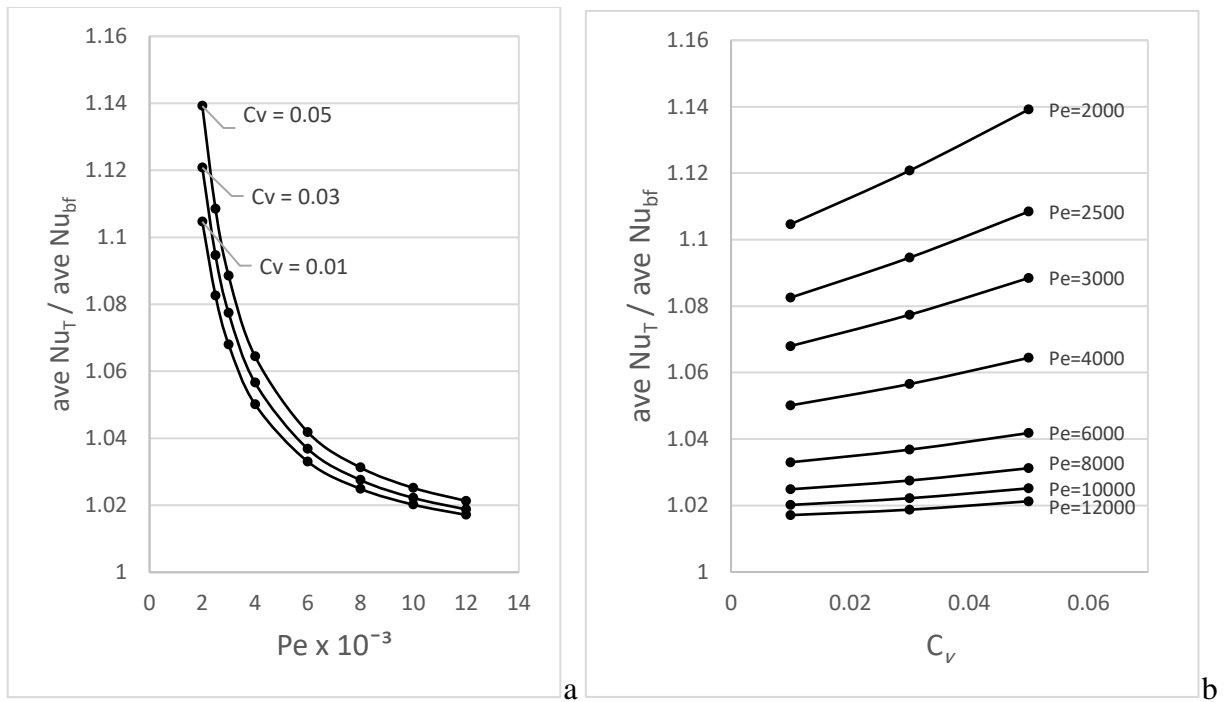 1.16
1.14
1.12
1.1
1.08
1.06
1.04
1.02
1
ave Nu_T / ave Nu_bf
Cv = 0.05
Cv = 0.03
Cv = 0.01
0 2 4 6 8 10 12 14
Pe x 10⁻³
a
1.16
1.14
1.12
1.1
1.08
1.06
1.04
1.02
1
ave Nu_T / ave Nu_bf
Pe=2000
Pe=2500
Pe=3000
Pe=4000
Pe=6000
Pe=8000
Pe=10000
Pe=12000
0 0.02 0.04 0.06
C_v
b